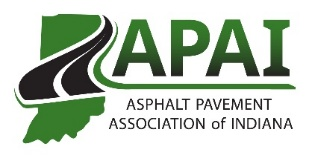 APAI
ASPHALT PAVEMENT
ASSOCIATION of INDIANA